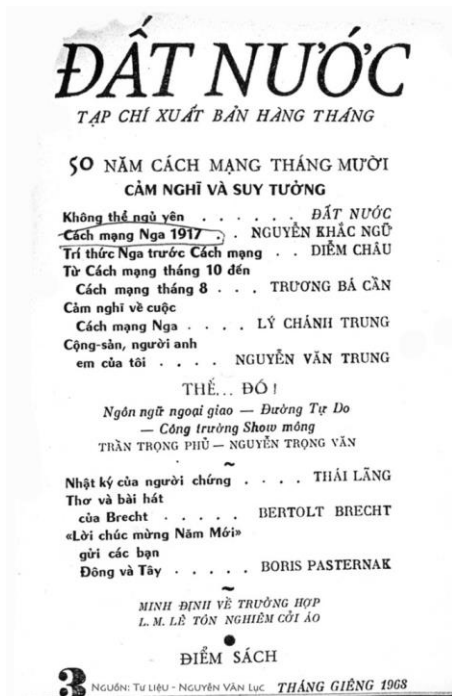 ĐẤT NƯỚC
TẠP CHÍ XUẤT BẢN HÀNG THÁNG
50 NĂM CÁCH MẠNG THÁNG MƯỜI
CẢM NGHĨ VÀ SUY TƯỞNG
Không thể ngủ yên . . . . . . ĐẤT NƯỚC
Cách mạng Nga 1917 . . NGUYỄN KHẮC NGỮ
Trí thức Nga trước Cách mạng . . DIỄM CHÂU
Từ Cách mạng tháng 10 đến
Cách mạng tháng 8 . . . TRƯƠNG BÁ CẦN
Cảm nghĩ về cuộc
Cách mạng Nga . . . . LÝ CHÁNH TRUNG
Cộng-sản, người anh
em của tôi . . . . NGUYỄN VĂN TRUNG
THẾ... ĐÓ !
Ngôn ngữ ngoại giao — Đường Tự Do
— Công trường Show mông
TRẦN TRỌNG PHỦ — NGUYỄN TRỌNG VĂN
~
Nhật ký của người chứng . . . . THÁI LÃNG
Thơ và bài hát
của Brecht . . . . . BERTOLT BRECHT
«Lời chúc mừng Năm Mới»
gửi các bạn
Đông và Tây . . . . . BORIS PASTERNAK
~
MINH ĐỊNH VỀ TRƯỜNG HỢP
L. M. LÊ TÔN NGHIÊM CỞI ÁO
●
ĐIỂM SÁCH
3 Nguồn: Tư liệu - Nguyễn Văn Lục THÁNG GIÊNG 1968